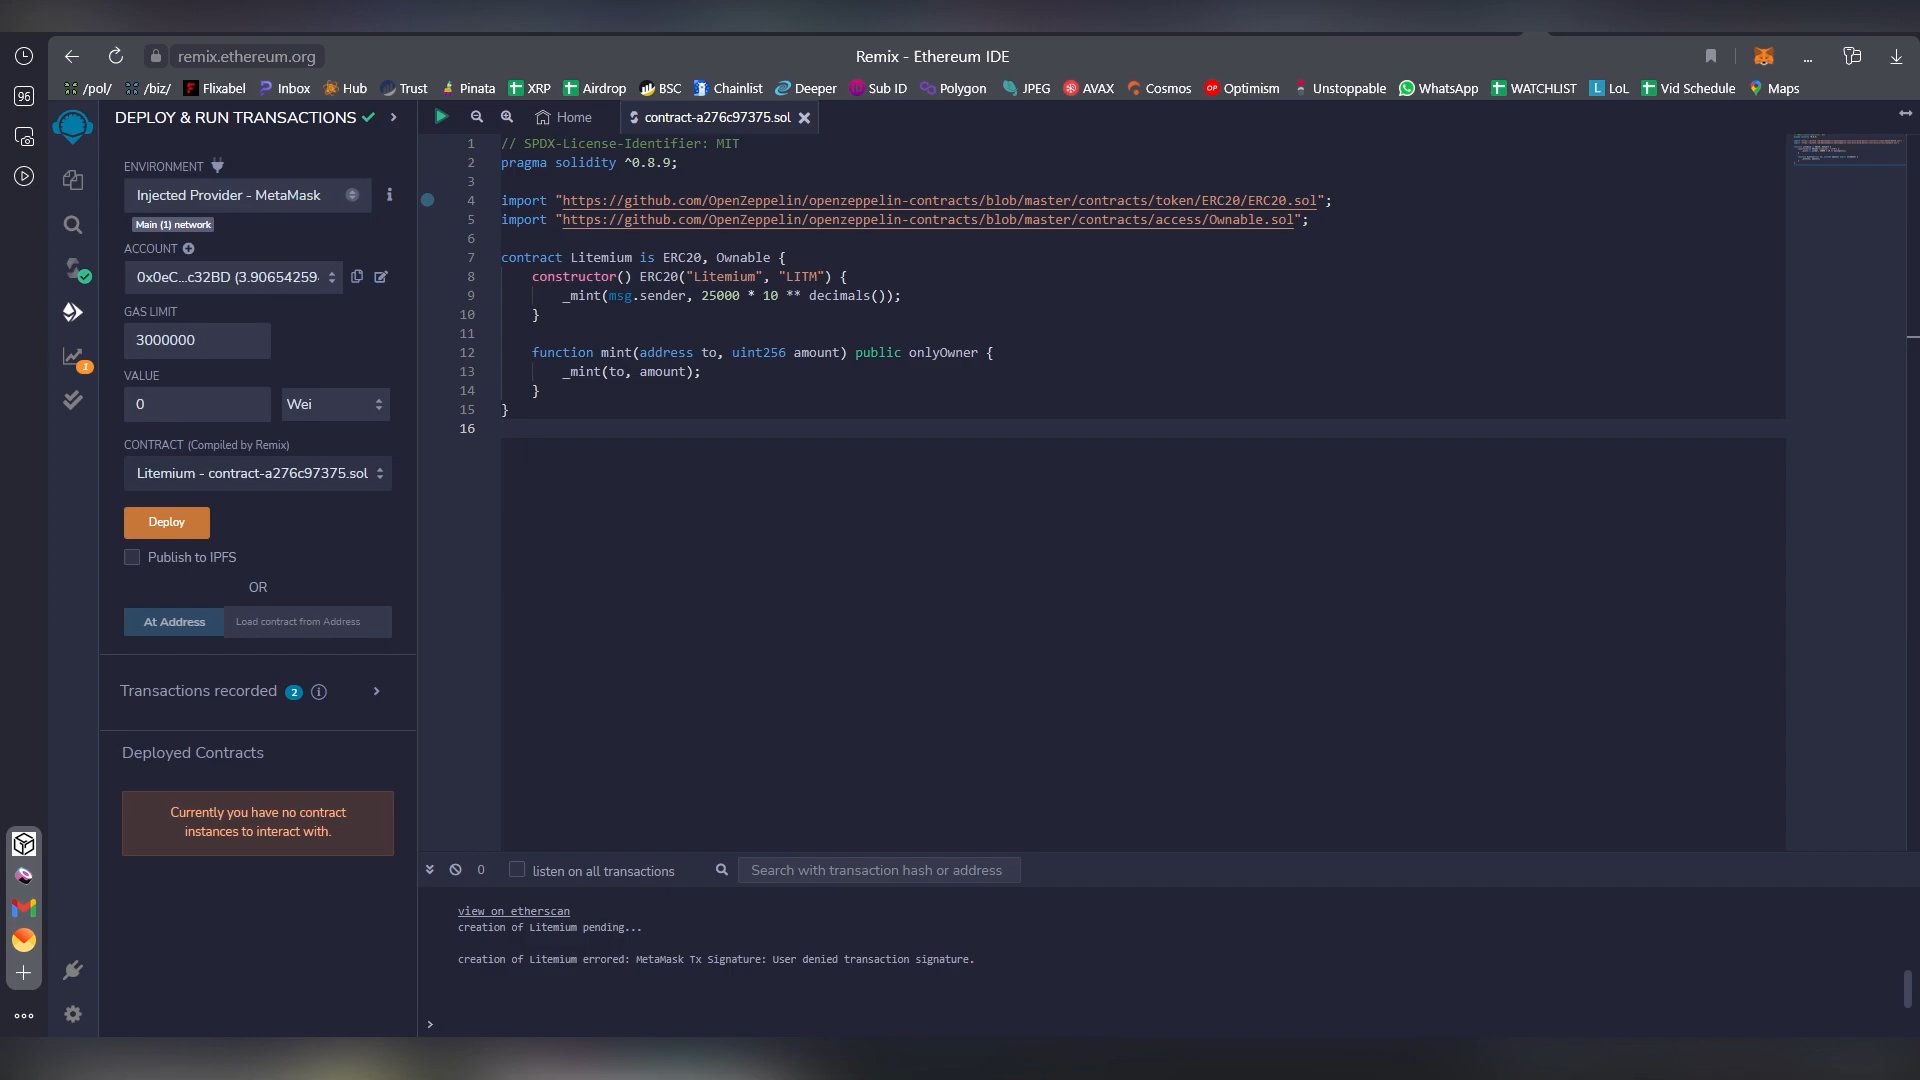 remix.ethereum.org
Remix - Ethereum IDE
...
96
/pol/
/biz/
Flixabel
Inbox
Hub
Trust
Pinata
XRP
Airdrop
BSC
Chainlist
Deeper
Sub ID
Polygon
JPEG
AVAX
Cosmos
OP Optimism
Unstoppable
WhatsApp
WATCHLIST
L LoL
Vid Schedule
Maps
DEPLOY & RUN TRANSACTIONS
ENVIRONMENT
Injected Provider - MetaMask
Main (1) network
ACCOUNT
0x0eC...c32BD (3.90654259
GAS LIMIT
3000000
VALUE
0
Wei
CONTRACT (Compiled by Remix)
Litemium - contract-a276c97375.sol
Deploy
Publish to IPFS
OR
At Address
Load contract from Address
Transactions recorded 2
Deployed Contracts
Currently you have no contract
instances to interact with.
1
Home
contract-a276c97375.sol
1 // SPDX-License-Identifier: MIT
2 pragma solidity ^0.8.9;
3
4 import "https://github.com/OpenZeppelin/openzeppelin-contracts/blob/master/contracts/token/ERC20/ERC20.sol";
5 import "https://github.com/OpenZeppelin/openzeppelin-contracts/blob/master/contracts/access/Ownable.sol";
6
7 contract Litemium is ERC20, Ownable {
8 constructor() ERC20("Litemium", "LITM") {
9 _mint(msg.sender, 25000 * 10 ** decimals());
10 }
11
12 function mint(address to, uint256 amount) public onlyOwner {
13 _mint(to, amount);
14 }
15 }
16
0
listen on all transactions
Search with transaction hash or address
view on etherscan
creation of Litemium pending...
creation of Litemium errored: MetaMask Tx Signature: User denied transaction signature.
>